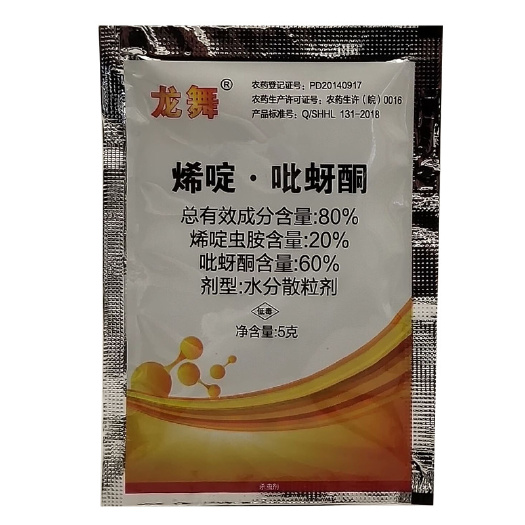 龙舞®
农药登记证号：PD20140917
农药生产许可证号：农药生许（皖）0016
产品标准号：Q/SHHL 131-2018
烯啶·吡蚜酮
总有效成分含量:80%
烯啶虫胺含量:20%
吡蚜酮含量:60%
剂型:水分散粒剂
低毒
净含量:5克
杀虫剂